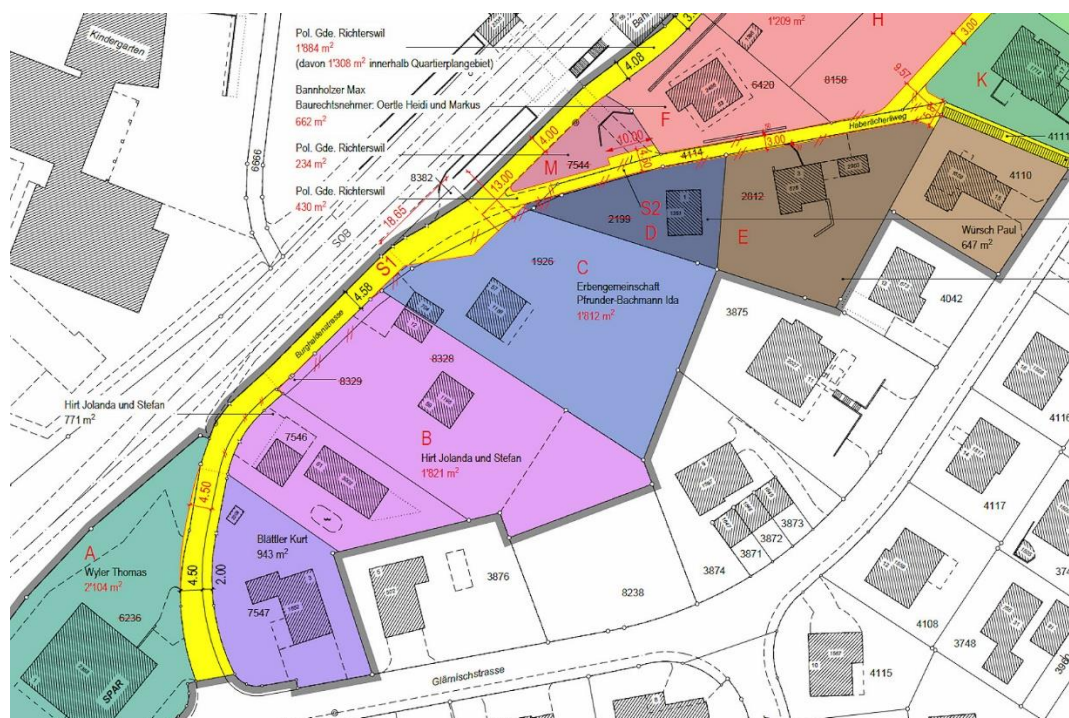 Kindergarten
Pol. Gde. Richterswil
1'884 m²
(davon 1'308 m² innerhalb Quartierplangebiet)
Bannholzer Max
Baurechtsnehmer: Oertle Heidi und Markus
662 m²
Pol. Gde. Richterswil
234 m²
Pol. Gde. Richterswil
430 m²
1'209 m²
H
3.00
4.08
6420
8158
9.57
K
F
Haberächerliweg
4111
4.00
10.00
4.50
4114
3.00
7544
M
8382
13.00
6666
18.65
SOB
S1
S2
2199
D
2812
E
4110
Würsch Paul
647 m²
1926
C
Erbengemeinschaft
Pfrunder-Bachmann Ida
1'812 m²
4.58
Burghaldenstrasse
3875
4042
8328
8329
Hirt Jolanda und Stefan
771 m²
7546
B
Hirt Jolanda und Stefan
1'821 m²
4116
4117
4.50
3873
3872
3871
3874
A
Wyler Thomas
2'104 m²
6236
SPAR
4.50
2.00
Blättler Kurt
943 m²
7547
3876
8238
4108
3748
4115
Glärnischstrasse